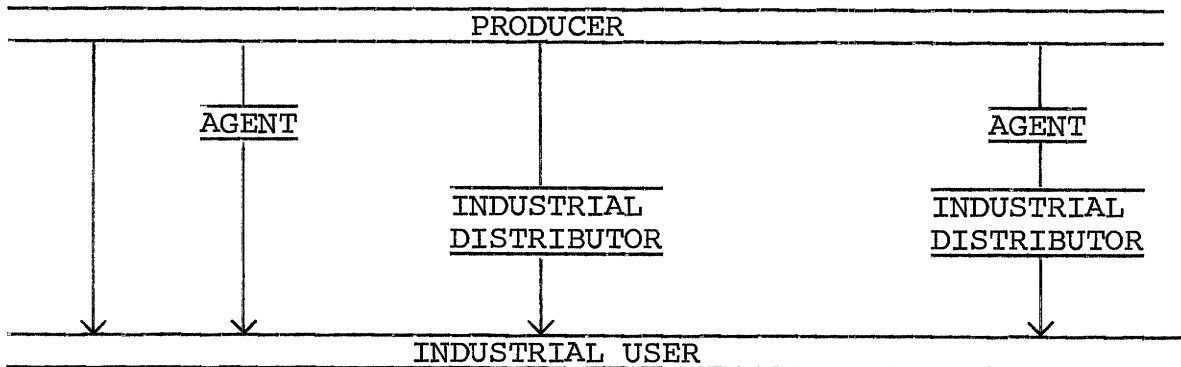 PRODUCER
AGENT
AGENT
INDUSTRIAL
DISTRIBUTOR
INDUSTRIAL
DISTRIBUTOR
INDUSTRIAL USER